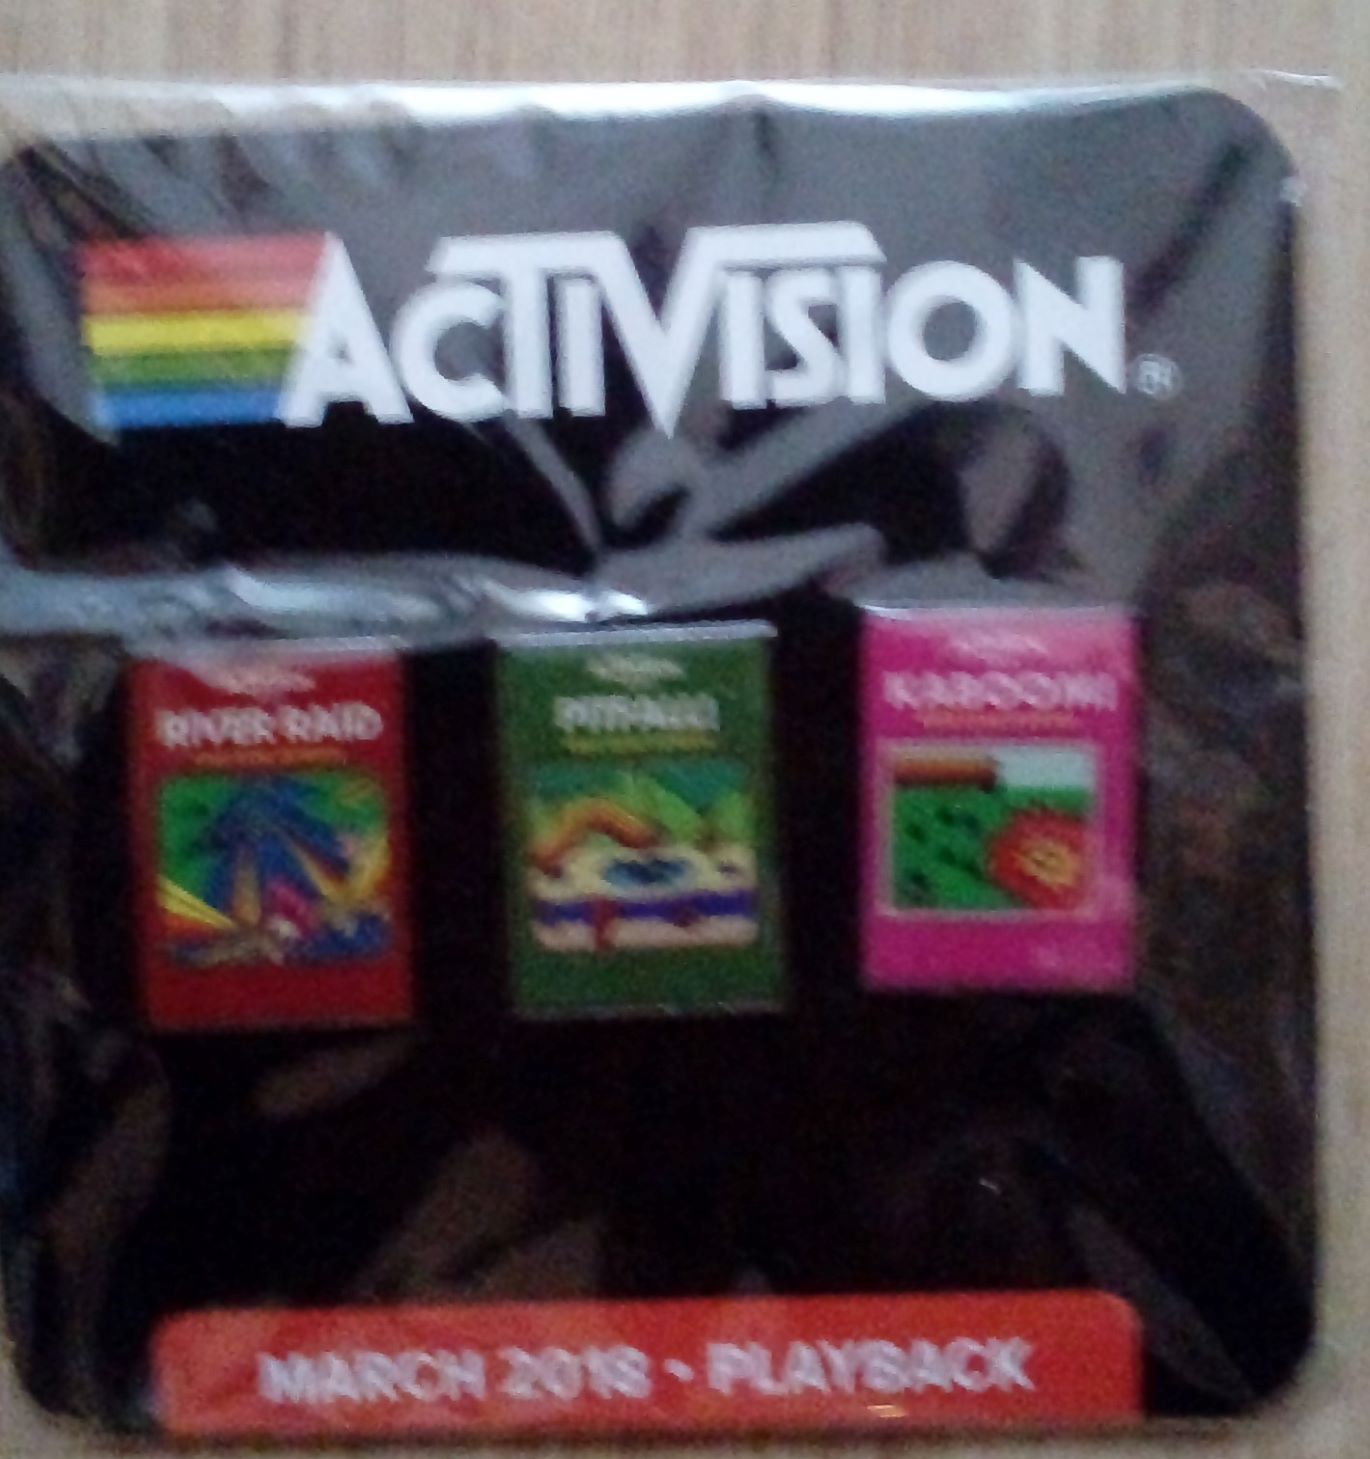 ACTIVISION®
RIVER RAID
PITFALL!
KABOOM!
MARCH 2018 • PLAYBACK